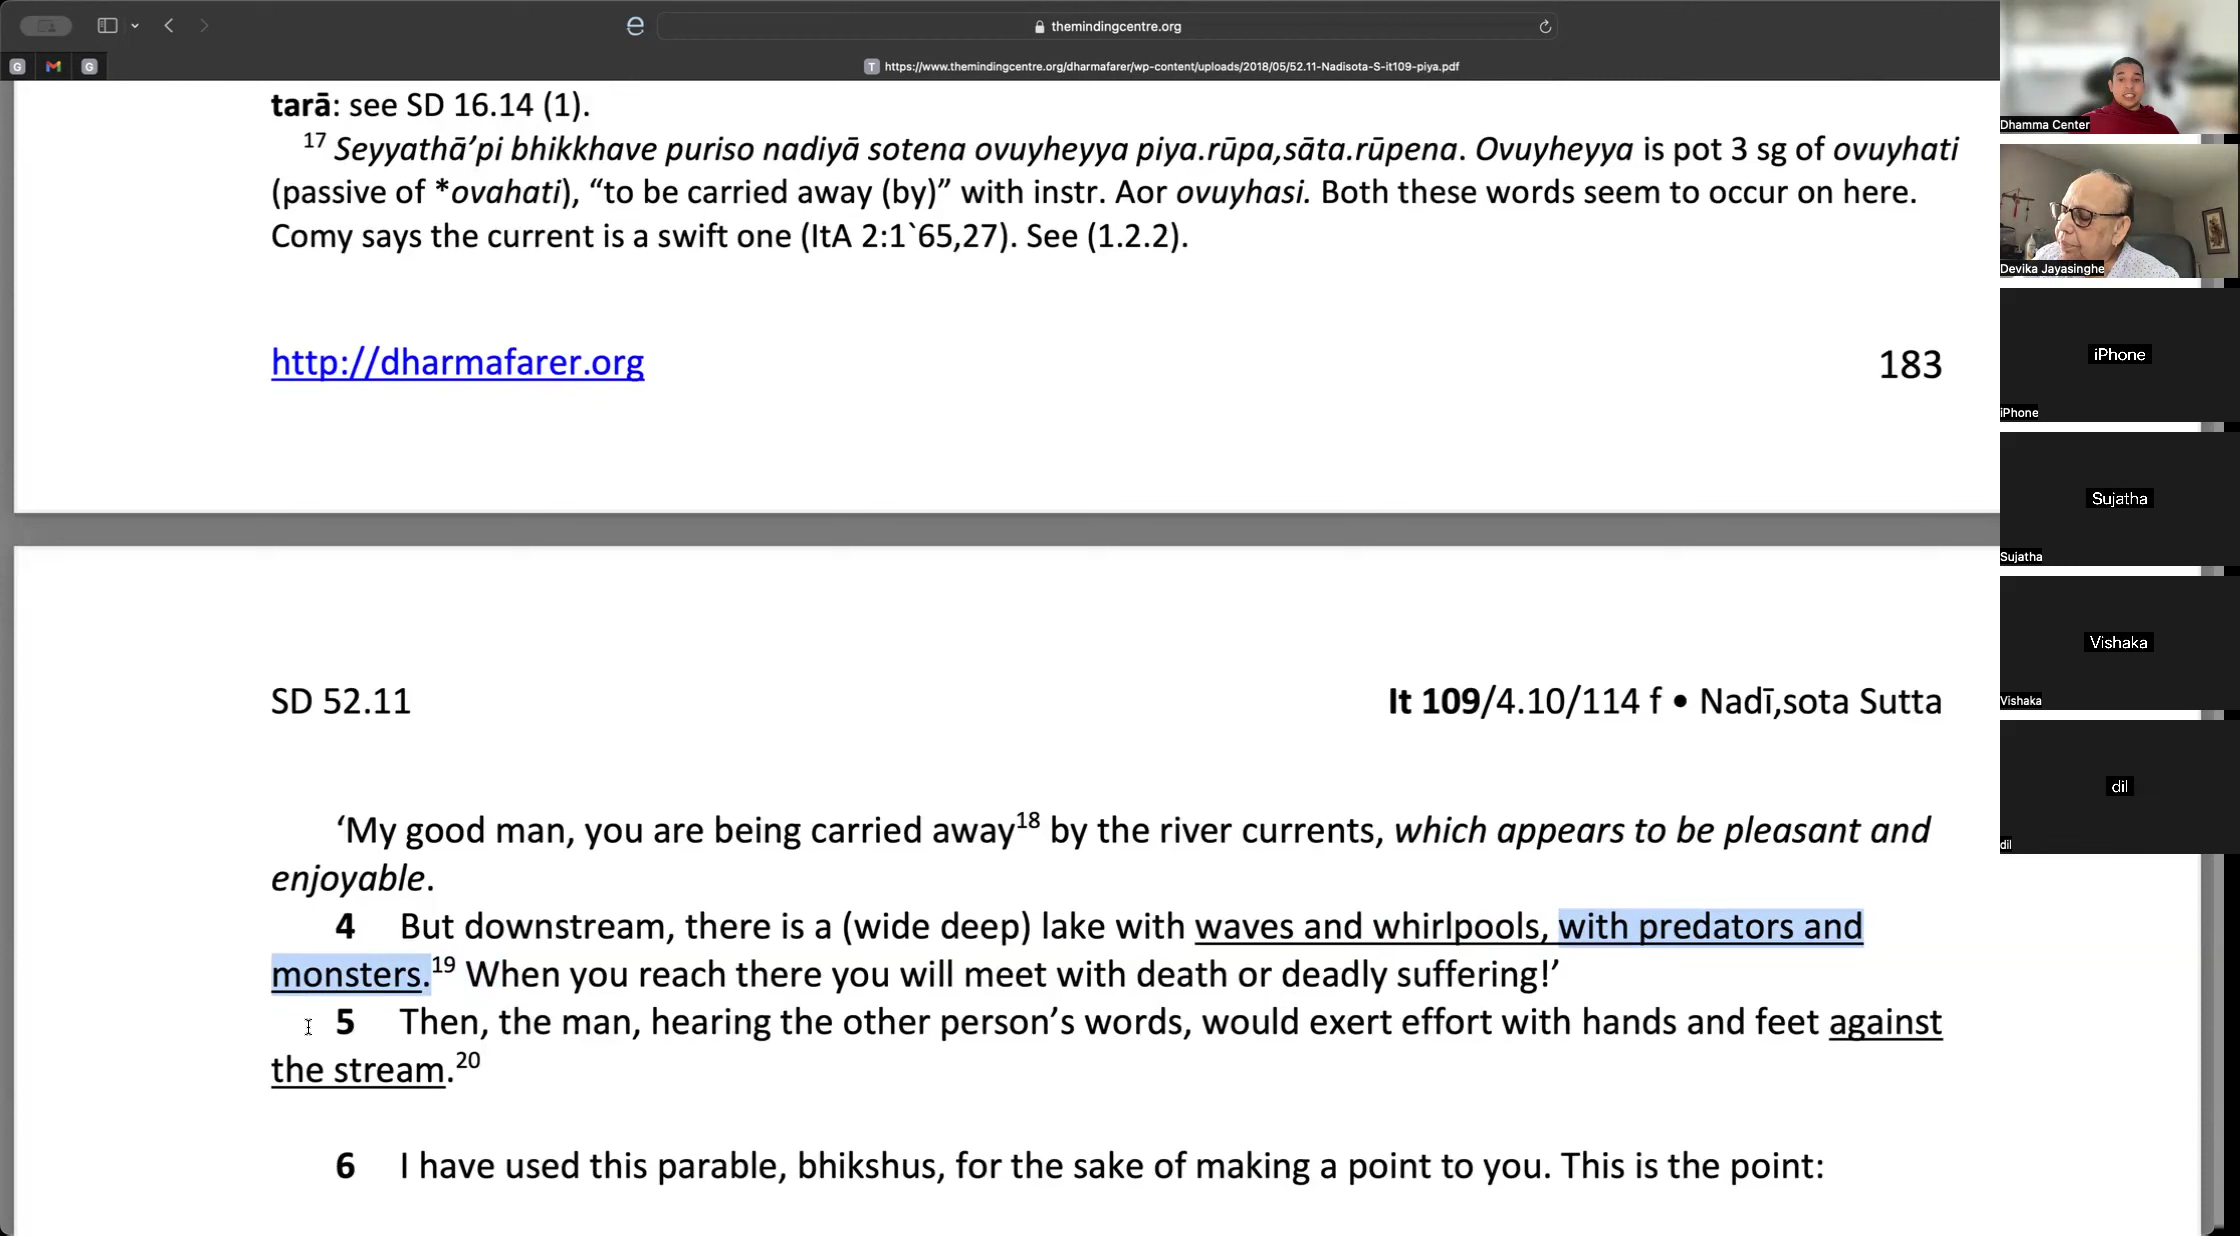 themindingcentre.org
https://www.themindingcentre.org/dharmafarer/wp-content/uploads/2018/05/52.11-Nadisota-S-it109-piya.pdf
tarā: see SD 16.14 (1).
17 Seyyathā’pi bhikkhave puriso nadiyā sotena ovuyheyya piya.rūpa,sāta.rūpena. Ovuyheyya is pot 3 sg of ovuyhati
(passive of *ovahati), “to be carried away (by)” with instr. Aor ovuyhasi. Both these words seem to occur on here.
Comy says the current is a swift one (ItA 2:1`65,27). See (1.2.2).
http://dharmafarer.org
183
SD 52.11
It 109/4.10/114 f • Nadī,sota Sutta
‘My good man, you are being carried away18 by the river currents, which appears to be pleasant and
enjoyable.
4 But downstream, there is a (wide deep) lake with waves and whirlpools, with predators and
monsters.19 When you reach there you will meet with death or deadly suffering!’
5 Then, the man, hearing the other person’s words, would exert effort with hands and feet against
the stream.20
6 I have used this parable, bhikshus, for the sake of making a point to you. This is the point:
Dhamma Center
Devika Jayasinghe
iPhone
iPhone
Sujatha
Sujatha
Vishaka
Vishaka
dil
dil